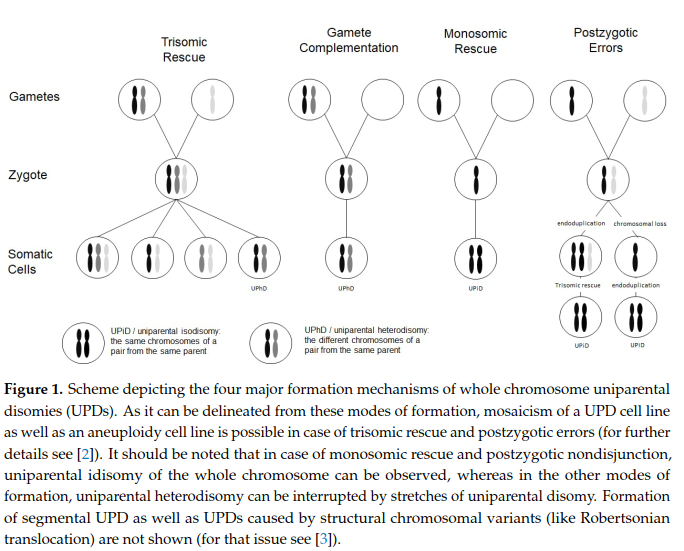 Trisomic
Rescue
Gamete
Complementation
Monosomic
Rescue
Postzygotic
Errors
Gametes
Zygote
endoduplication
chromosomal loss
Somatic
Cells
Trisomic rescue
endoduplication
UPhD
UPhD
UPiD
UPiD
UPiD
UPiD / uniparental isodisomy:
the same chromosomes of a
pair from the same parent
UPhD / uniparental heterodisomy:
the different chromosomes of a
pair from the same parent
Figure 1. Scheme depicting the four major formation mechanisms of whole chromosome uniparental
disomies (UPDs). As it can be delineated from these modes of formation, mosaicism of a UPD cell line
as well as an aneuploidy cell line is possible in case of trisomic rescue and postzygotic errors (for further
details see [2]). It should be noted that in case of monosomic rescue and postzygotic nondisjunction,
uniparental idisomy of the whole chromosome can be observed, whereas in the other modes of
formation, uniparental heterodisomy can be interrupted by stretches of uniparental disomy. Formation
of segmental UPD as well as UPDs caused by structural chromosomal variants (like Robertsonian
translocation) are not shown (for that issue see [3]).